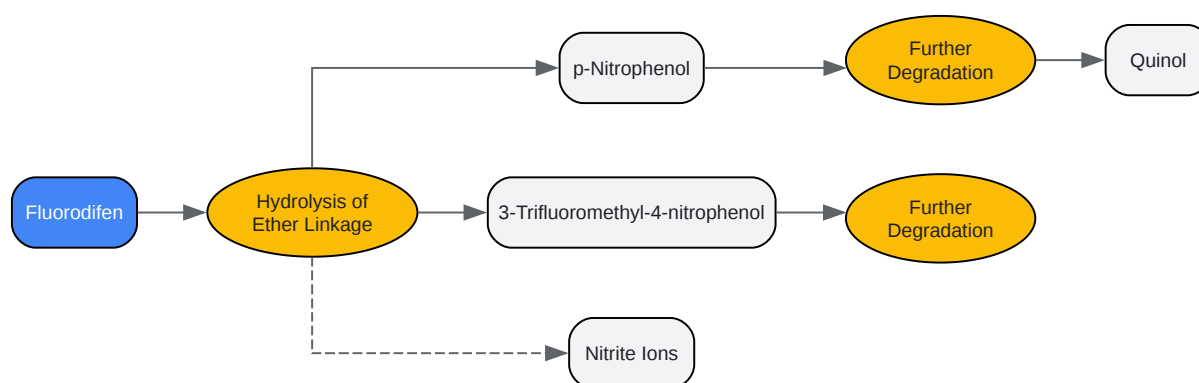 p-Nitrophenol
Further
Degradation
Quinol
Fluorodifen
Hydrolysis of
Ether Linkage
3-Trifluoromethyl-4-nitrophenol
Further
Degradation
Nitrite Ions